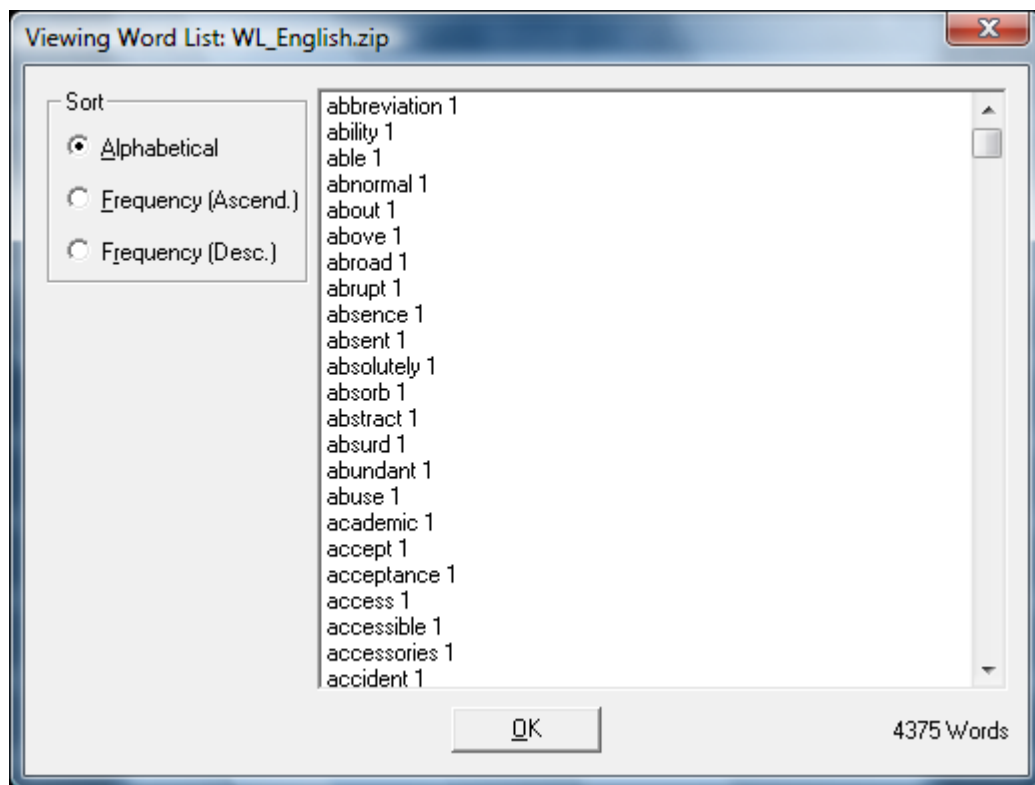 Viewing Word List: WL_English.zip
X
Sort
Alphabetical
Frequency (Ascend.)
Frequency (Desc.)
abbreviation 1
ability 1
able 1
abnormal 1
about 1
above 1
abroad 1
abrupt 1
absence 1
absent 1
absolutely 1
absorb 1
abstract 1
absurd 1
abundant 1
abuse 1
academic 1
accept 1
acceptance 1
access 1
accessible 1
accessories 1
accident 1
OK
4375 Words